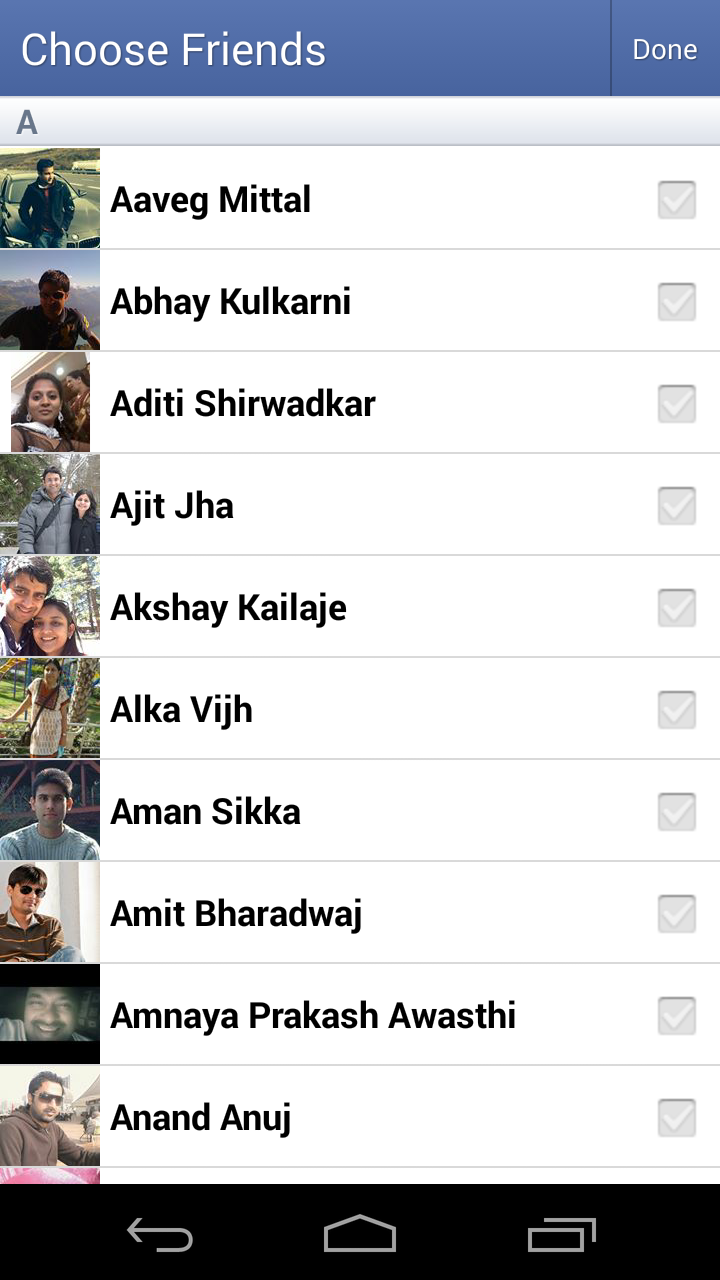 Choose Friends
Done
A
Aaveg Mittal
Abhay Kulkarni
Aditi Shirwadkar
Ajit Jha
Akshay Kailaje
Alka Vijh
Aman Sikka
Amit Bharadwaj
Amnaya Prakash Awasthi
Anand Anuj